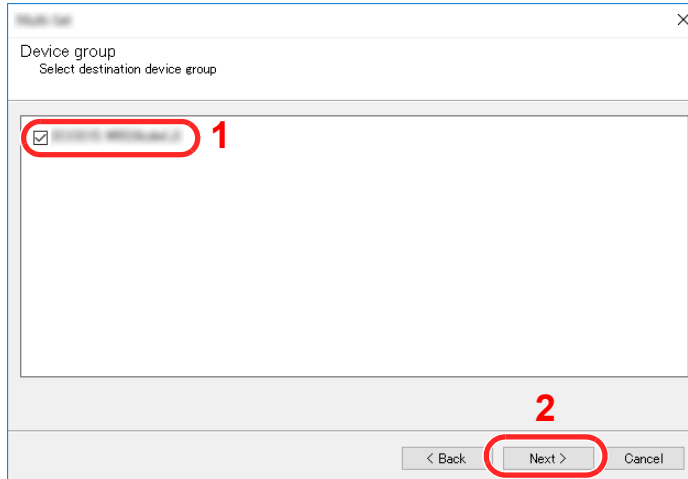 Device group
Select destination device group
1
2
< Back
Next >
Cancel